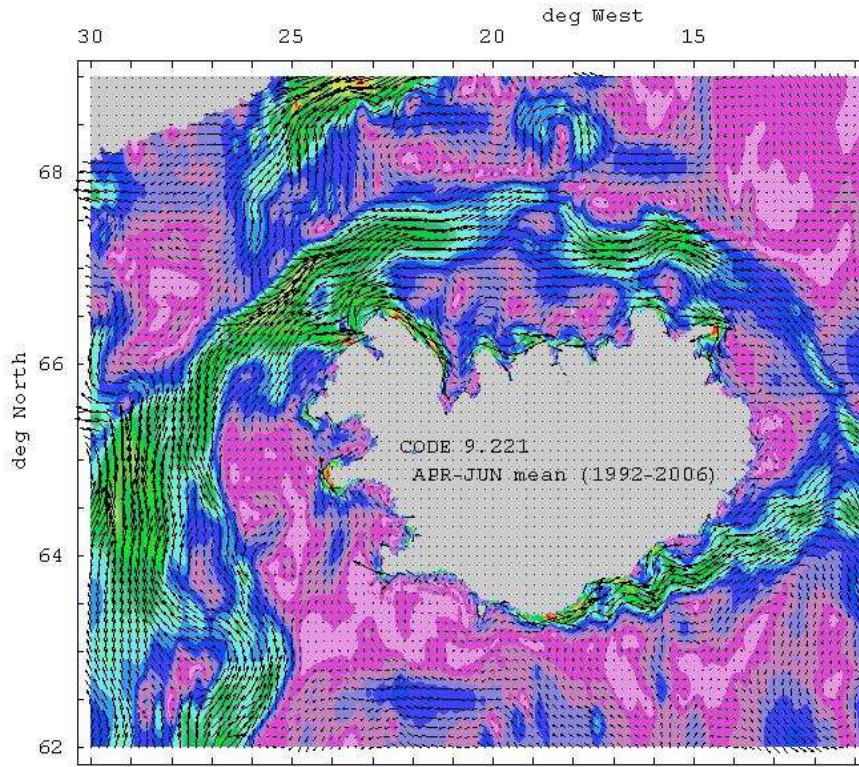 deg West
30 25 20 15
68
66
deg North
CODE 9.221
APR-JUN mean (1992-2006)
64
62